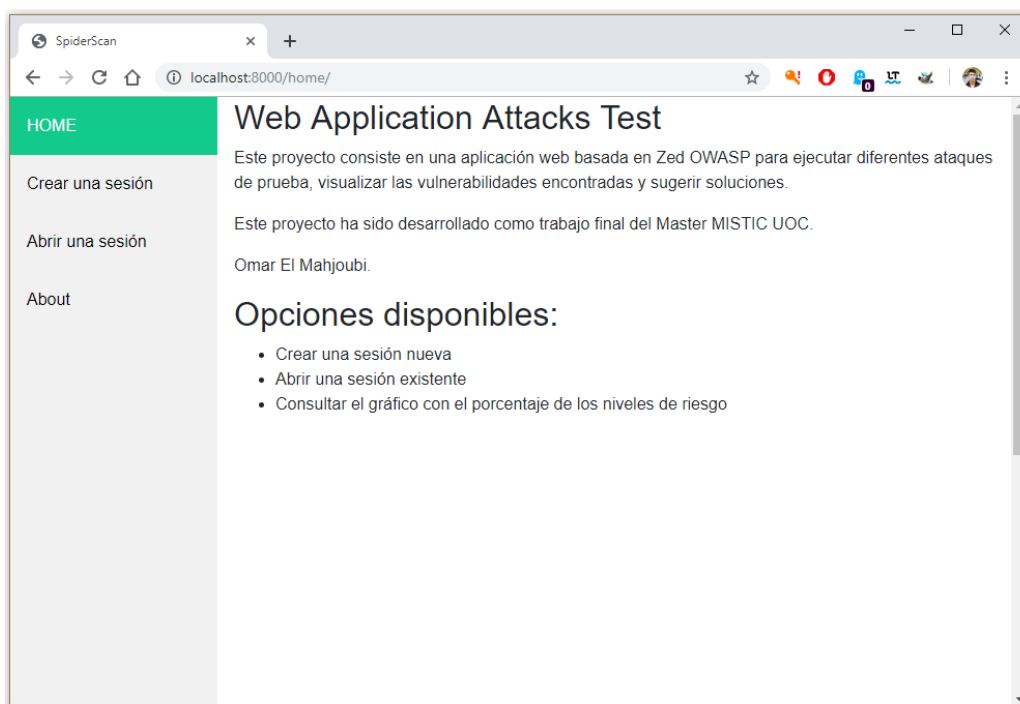 SpiderScan
localhost:8000/home/
0
LT
HOME
Crear una sesión
Abrir una sesión
About
Web Application Attacks Test
Este proyecto consiste en una aplicación web basada en Zed OWASP para ejecutar diferentes ataques
de prueba, visualizar las vulnerabilidades encontradas y sugerir soluciones.
Este proyecto ha sido desarrollado como trabajo final del Master MISTIC UOC.
Omar El Mahjoubi.
Opciones disponibles:
Crear una sesión nueva
Abrir una sesión existente
Consultar el gráfico con el porcentaje de los niveles de riesgo